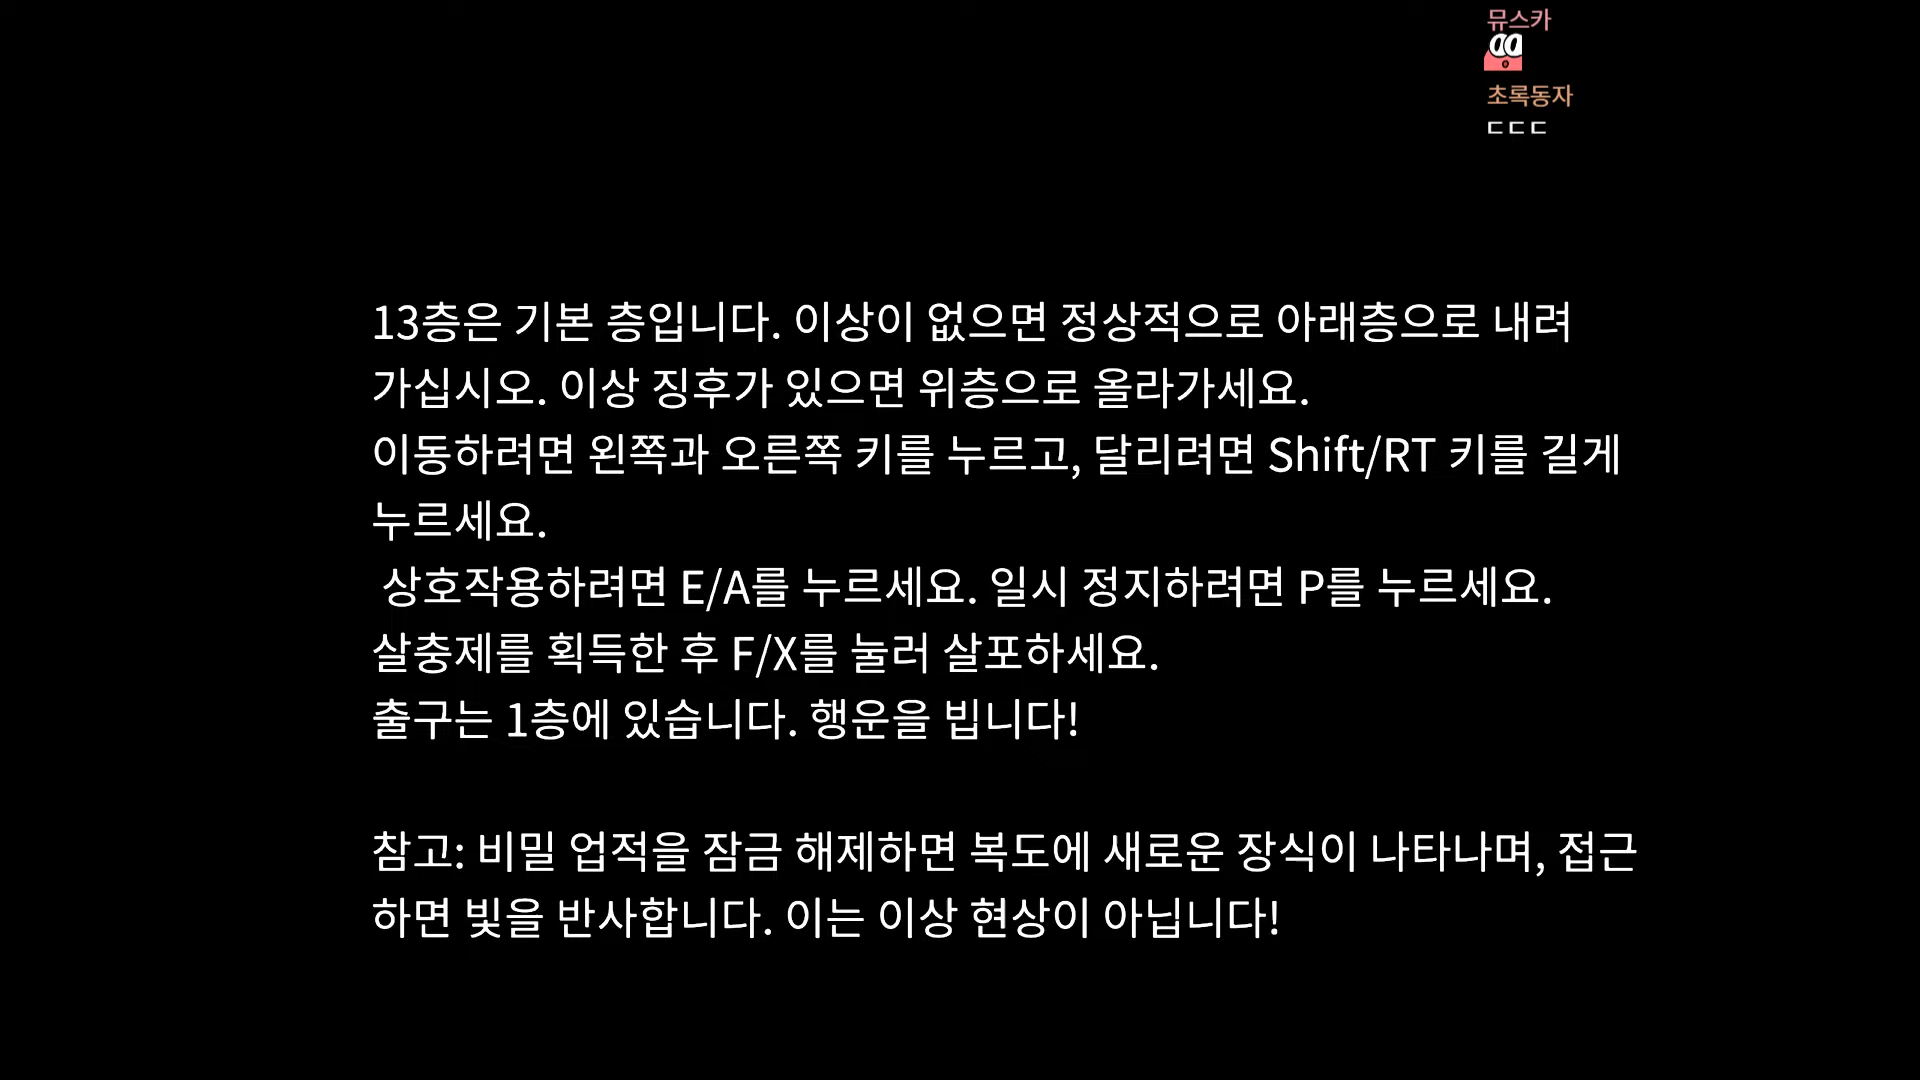 뮤스카
초록동자
ㄷㄷㄷ
13층은 기본 층입니다. 이상이 없으면 정상적으로 아래층으로 내려
가십시오. 이상 징후가 있으면 위층으로 올라가세요.
이동하려면 왼쪽과 오른쪽 키를 누르고, 달리려면 Shift/RT 키를 길게
누르세요.
상호작용하려면 E/A를 누르세요. 일시 정지하려면 P를 누르세요.
살충제를 획득한 후 F/X를 눌러 살포하세요.
출구는 1층에 있습니다. 행운을 빕니다!
참고: 비밀 업적을 잠금 해제하면 복도에 새로운 장식이 나타나며, 접근
하면 빛을 반사합니다. 이는 이상 현상이 아닙니다!